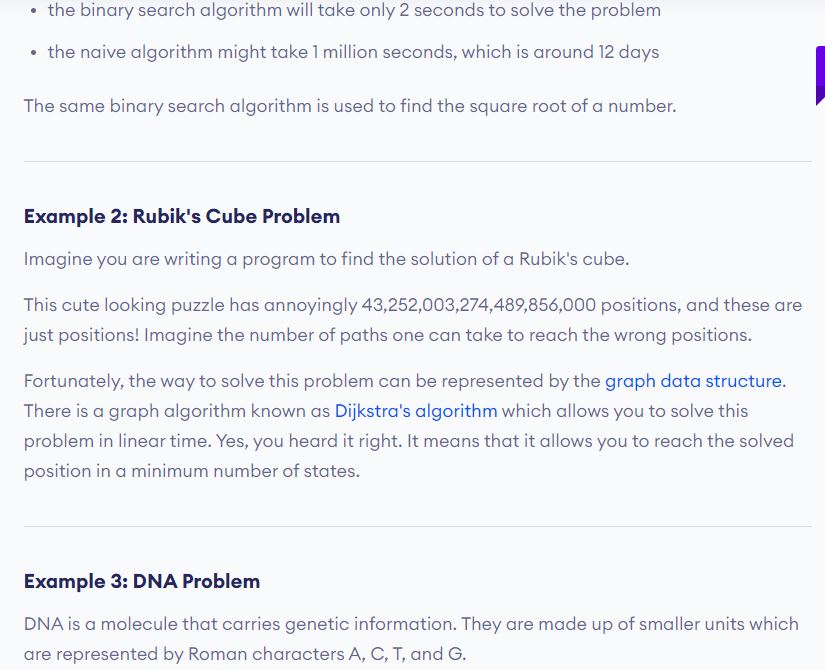 • the binary search algorithm will take only 2 seconds to solve the problem
• the naive algorithm might take 1 million seconds, which is around 12 days
The same binary search algorithm is used to find the square root of a number.
Example 2: Rubik's Cube Problem
Imagine you are writing a program to find the solution of a Rubik's cube.
This cute looking puzzle has annoyingly 43,252,003,274,489,856,000 positions, and these are
just positions! Imagine the number of paths one can take to reach the wrong positions.
Fortunately, the way to solve this problem can be represented by the graph data structure.
There is a graph algorithm known as Dijkstra's algorithm which allows you to solve this
problem in linear time. Yes, you heard it right. It means that it allows you to reach the solved
position in a minimum number of states.
Example 3: DNA Problem
DNA is a molecule that carries genetic information. They are made up of smaller units which
are represented by Roman characters A, C, T, and G.